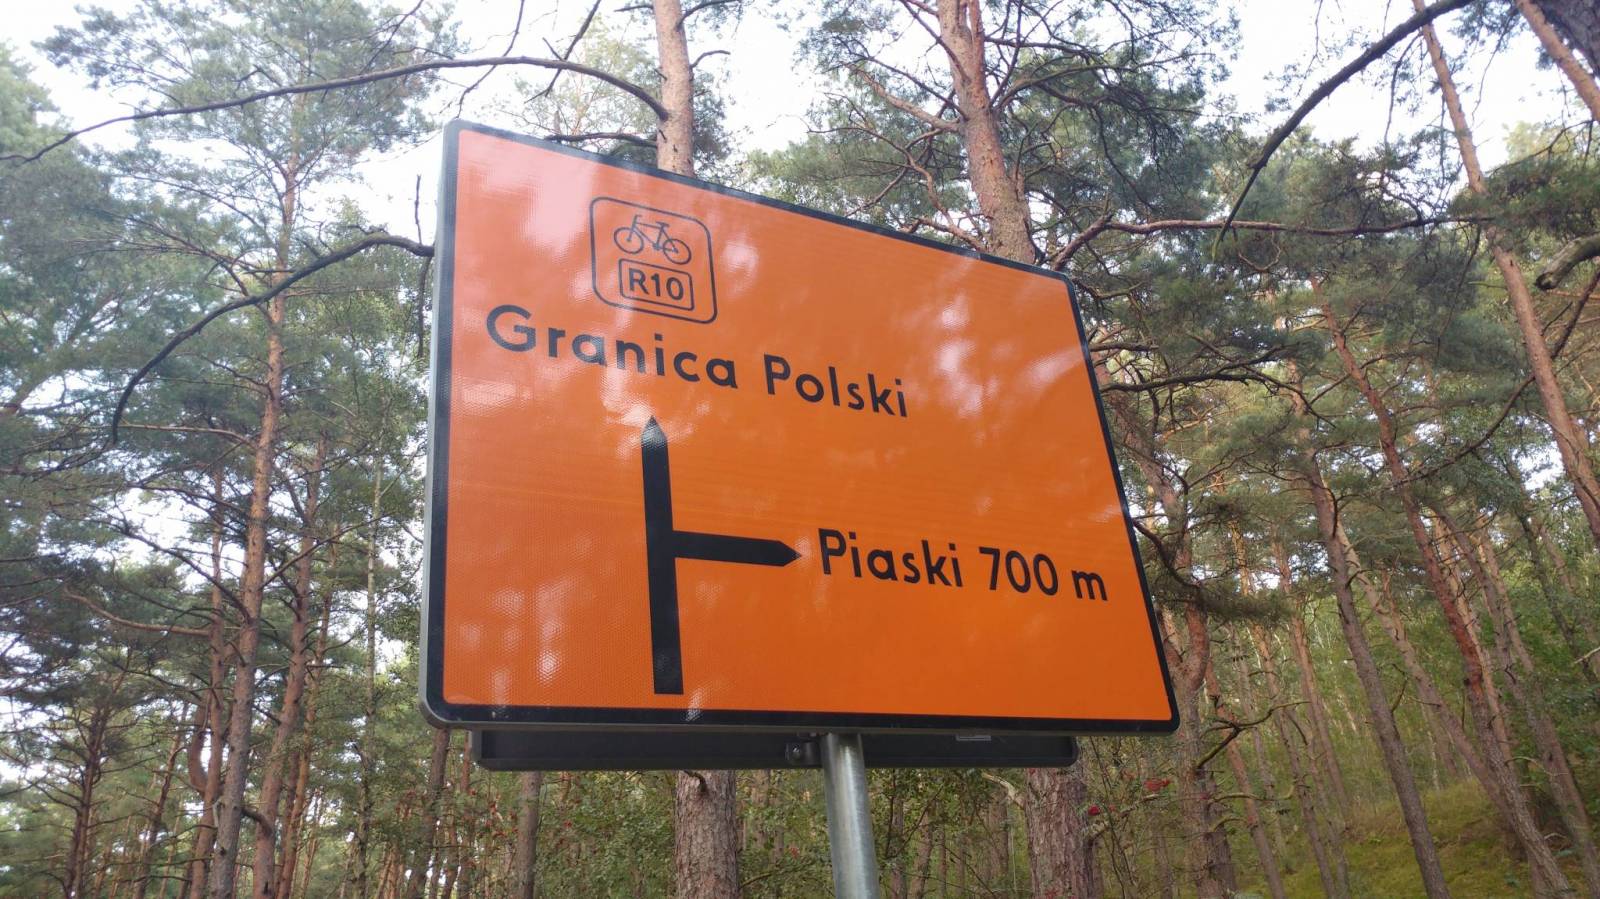 R10
Granica Polski
Piaski 700 m